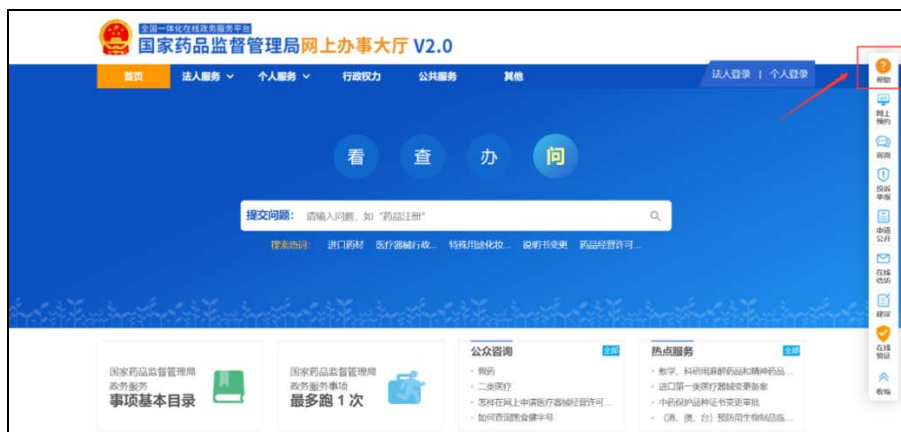 全国一体化在线政务服务平台
国家药品监督管理局网上办事大厅 V2.0
首页 法人服务 个人服务 行政权力 公共服务 其他
法人登录 | 个人登录
看 查 办 问
提交问题： 请输入问题，如 "药品注册"
搜索热词： 进口药材 医疗器械行政... 特殊用途化妆... 说明书变更 药品经营许可...
帮助
网上
预约
咨询
投诉
举报
申请
公开
在线
信访
建议
在线
验证
收缩
国家药品监督管理局
政务服务
事项基本目录
国家药品监督管理局
政务服务事项
最多跑 1 次
公众咨询 全部
· 假药
· 二类医疗
· 怎样在网上申请医疗器械经营许可...
· 如何查询国食健字号
热点服务 全部
· 教学、科研用麻醉药品和精神药品...
· 进口第一类医疗器械变更备案
· 中药保护品种证书变更审批
· （港、澳、台）预防用生物制品临...